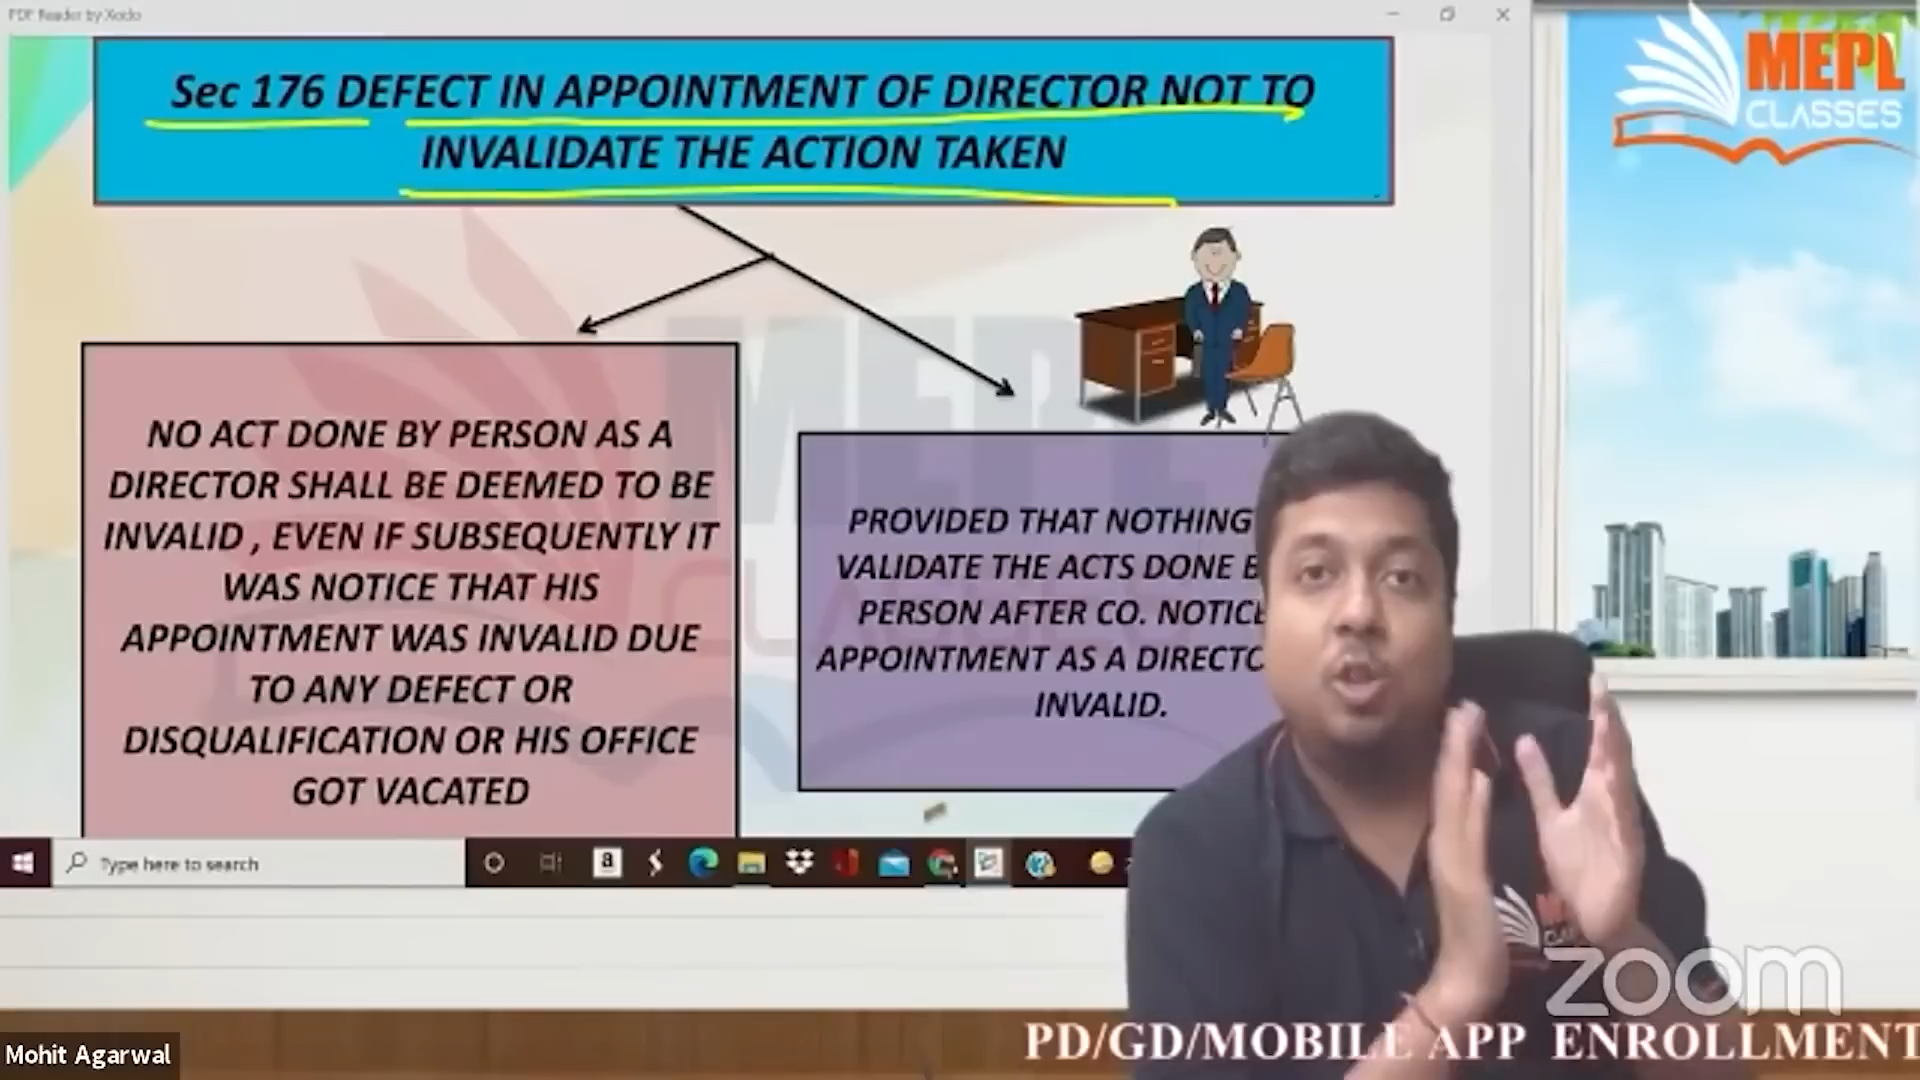 PDF Reader by Xodo
Sec 176 DEFECT IN APPOINTMENT OF DIRECTOR NOT TO
INVALIDATE THE ACTION TAKEN
MEPL
CLASSES
NO ACT DONE BY PERSON AS A
DIRECTOR SHALL BE DEEMED TO BE
INVALID , EVEN IF SUBSEQUENTLY IT
WAS NOTICE THAT HIS
APPOINTMENT WAS INVALID DUE
TO ANY DEFECT OR
DISQUALIFICATION OR HIS OFFICE
GOT VACATED
PROVIDED THAT NOTHING
VALIDATE THE ACTS DONE
PERSON AFTER CO. NOTICE
APPOINTMENT AS A
INVALID.
Type here to search
zoom
Mohit Agarwal
PD/GD/MOBILE APP ENROLLMENT